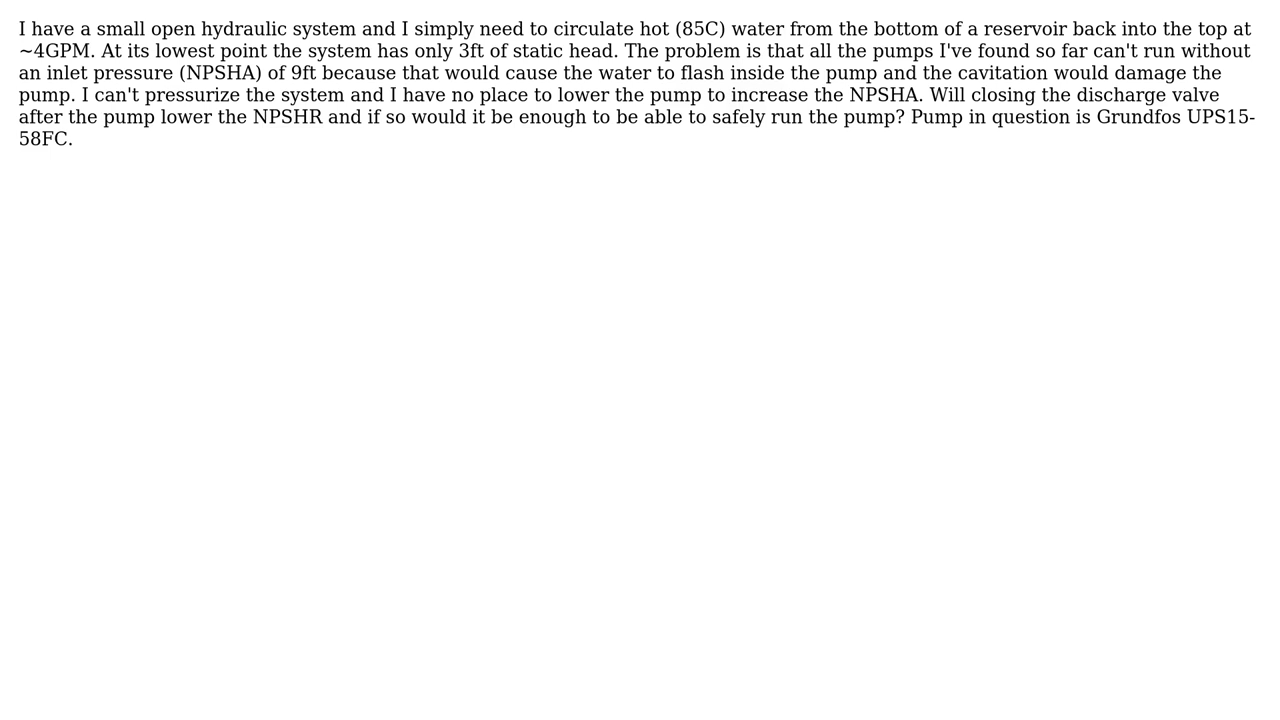 I have a small open hydraulic system and I simply need to circulate hot (85C) water from the bottom of a reservoir back into the top at
~4GPM. At its lowest point the system has only 3ft of static head. The problem is that all the pumps I've found so far can't run without
an inlet pressure (NPSHA) of 9ft because that would cause the water to flash inside the pump and the cavitation would damage the
pump. I can't pressurize the system and I have no place to lower the pump to increase the NPSHA. Will closing the discharge valve
after the pump lower the NPSHR and if so would it be enough to be able to safely run the pump? Pump in question is Grundfos UPS15-
58FC.